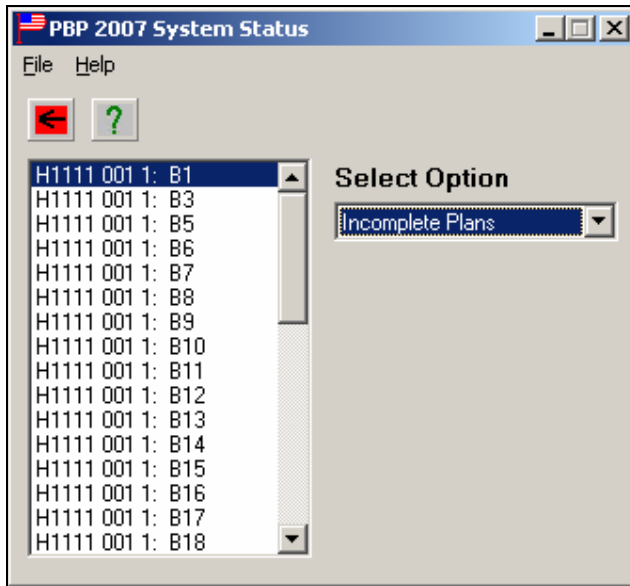 PBP 2007 System Status
File Help
?
H1111 001 1: B1
H1111 001 1: B3
H1111 001 1: B5
H1111 001 1: B6
H1111 001 1: B7
H1111 001 1: B8
H1111 001 1: B9
H1111 001 1: B10
H1111 001 1: B11
H1111 001 1: B12
H1111 001 1: B13
H1111 001 1: B14
H1111 001 1: B15
H1111 001 1: B16
H1111 001 1: B17
H1111 001 1: B18
Select Option
Incomplete Plans